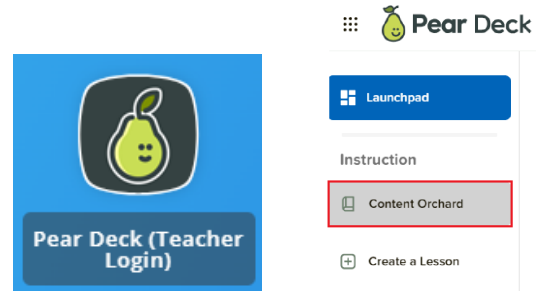 Pear Deck (Teacher
Login)
Pear Deck
Launchpad
Instruction
Content Orchard
Create a Lesson